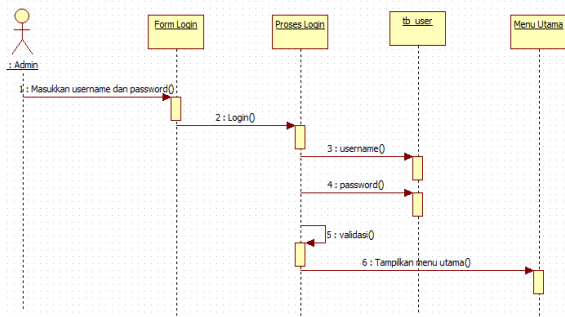 Form Login
Proses Login
tb_user
Menu Utama
: Admin
1 : Masukkan username dan password()
2 : Login()
3 : username()
4 : password()
5 : validasi()
6 : Tampilkan menu utama()